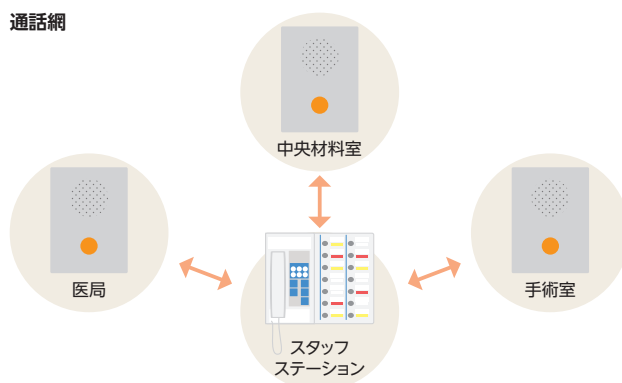 通話網
中央材料室
医局
手術室
スタッフ
ステーション